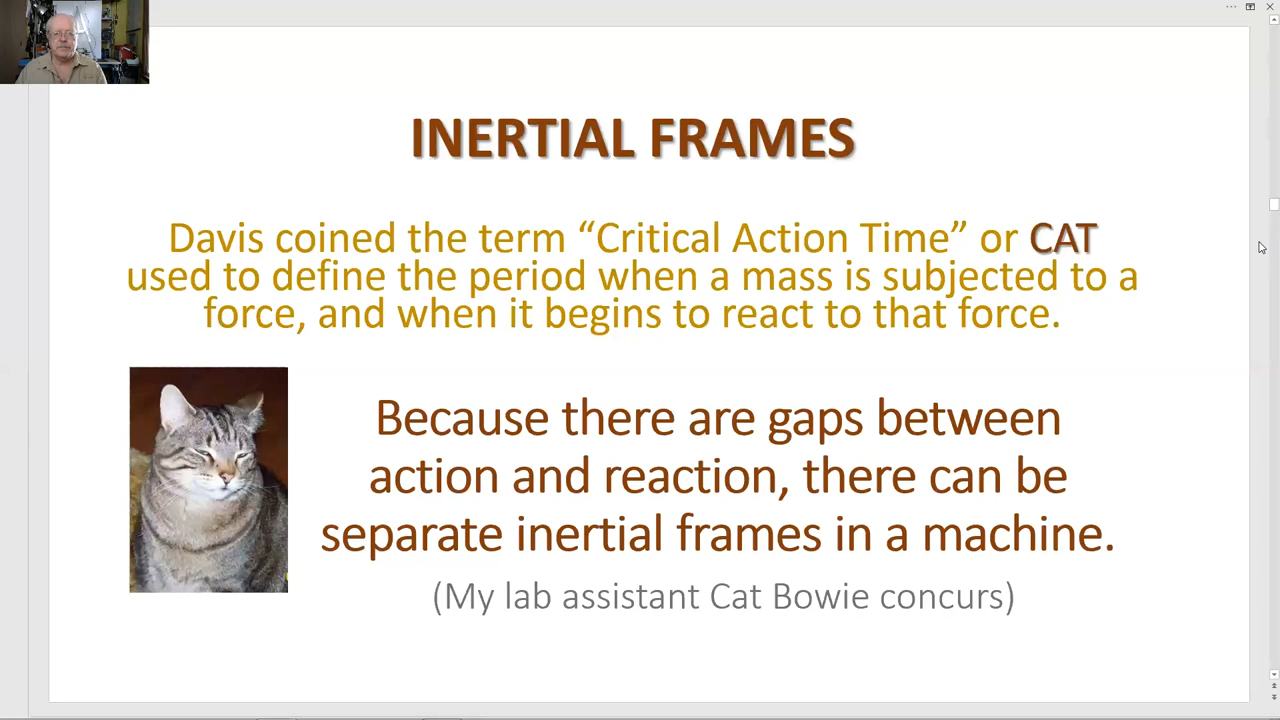 INERTIAL FRAMES
Davis coined the term “Critical Action Time” or CAT
used to define the period when a mass is subjected to a
force, and when it begins to react to that force.
Because there are gaps between
action and reaction, there can be
separate inertial frames in a machine.
(My lab assistant Cat Bowie concurs)